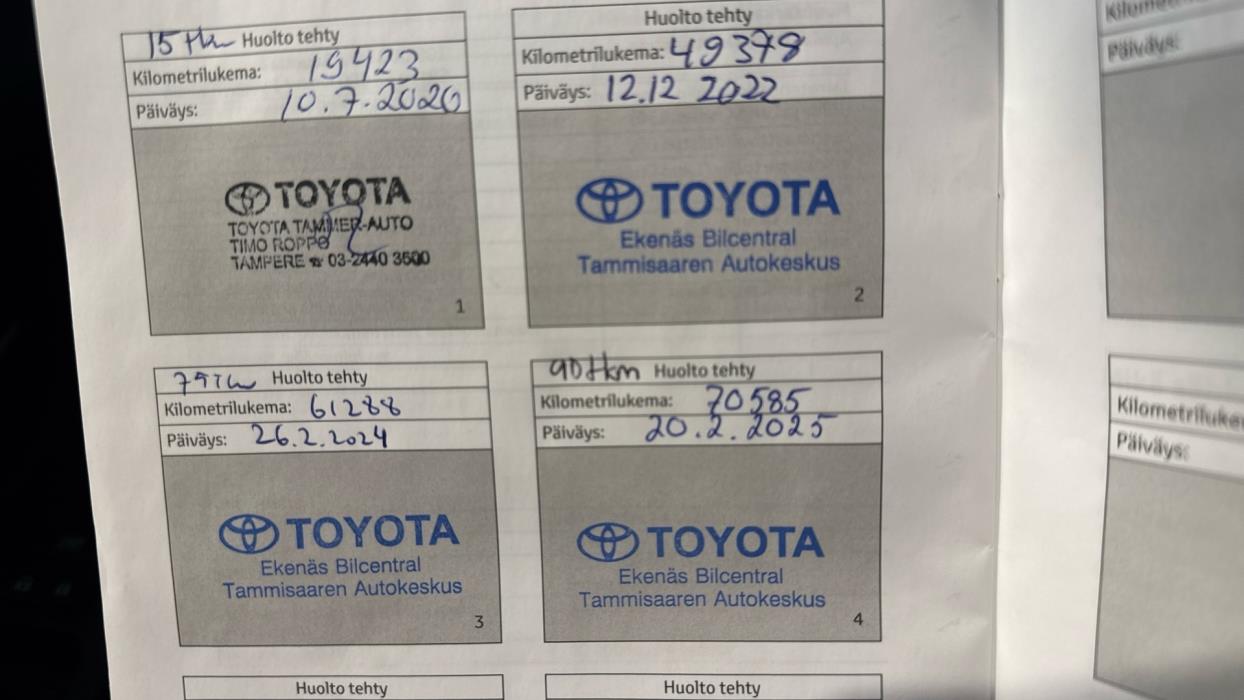 15 tkm Huolto tehty
Kilometrilukema: 19423
Päiväys: 10.7.2020
TOYOTA
TOYOTA TAMMER-AUTO
TIMO ROPPO
TAMPERE ☎ 03-2440 3500
1
Huolto tehty
Kilometrilukema: 49378
Päiväys: 12.12 2022
TOYOTA
Ekenäs Bilcentral
Tammisaaren Autokeskus
2
Huolto tehty
Kilometrilukema: 61288
Päiväys: 26.2.2024
TOYOTA
Ekenäs Bilcentral
Tammisaaren Autokeskus
3
90tkm Huolto tehty
Kilometrilukema: 70585
Päiväys: 20.2.2025
TOYOTA
Ekenäs Bilcentral
Tammisaaren Autokeskus
4
Huolto tehty
Huolto tehty
Päiväys:
Päiväys: